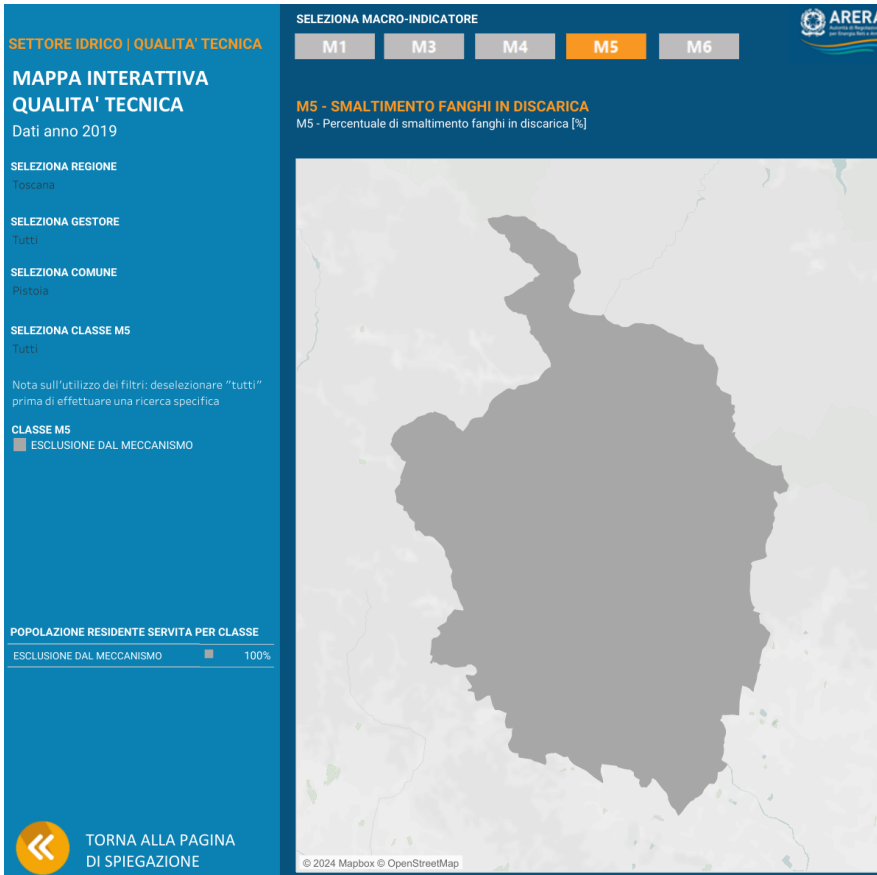 SETTORE IDRICO | QUALITA' TECNICA
MAPPA INTERATTIVA
QUALITA' TECNICA
Dati anno 2019
SELEZIONA REGIONE
Toscana
SELEZIONA GESTORE
Tutti
SELEZIONA COMUNE
Pistoia
SELEZIONA CLASSE M5
Tutti
Nota sull'utilizzo dei filtri: deselezionare "tutti"
prima di effettuare una ricerca specifica
CLASSE M5
ESCLUSIONE DAL MECCANISMO
POPOLAZIONE RESIDENTE SERVITA PER CLASSE
ESCLUSIONE DAL MECCANISMO 100%
TORNA ALLA PAGINA
DI SPIEGAZIONE
SELEZIONA MACRO-INDICATORE
M1 M3 M4 M5 M6
ARERA
M5 - SMALTIMENTO FANGHI IN DISCARICA
M5 - Percentuale di smaltimento fanghi in discarica [%]
© 2024 Mapbox © OpenStreetMap